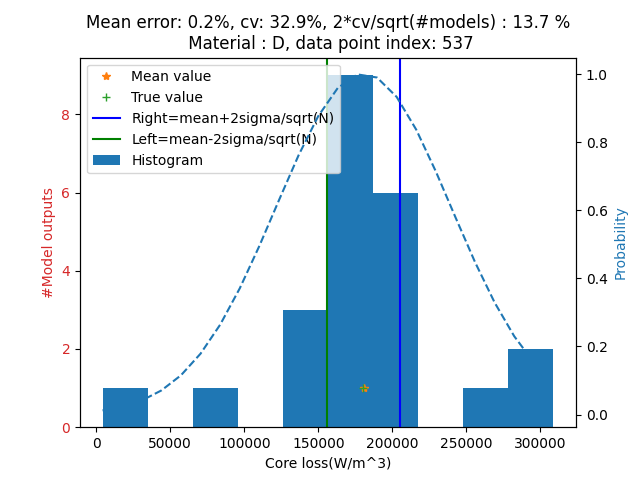 Mean error: 0.2%, cv: 32.9%, 2*cv/sqrt(#models) : 13.7 %
Material : D, data point index: 537
Mean value
True value
Right=mean+2sigma/sqrt(N)
Left=mean-2sigma/sqrt(N)
Histogram
#Model outputs
0
2
4
6
8
Probability
0.0
0.2
0.4
0.6
0.8
1.0
0
50000
100000
150000
200000
250000
300000
Core loss(W/m^3)